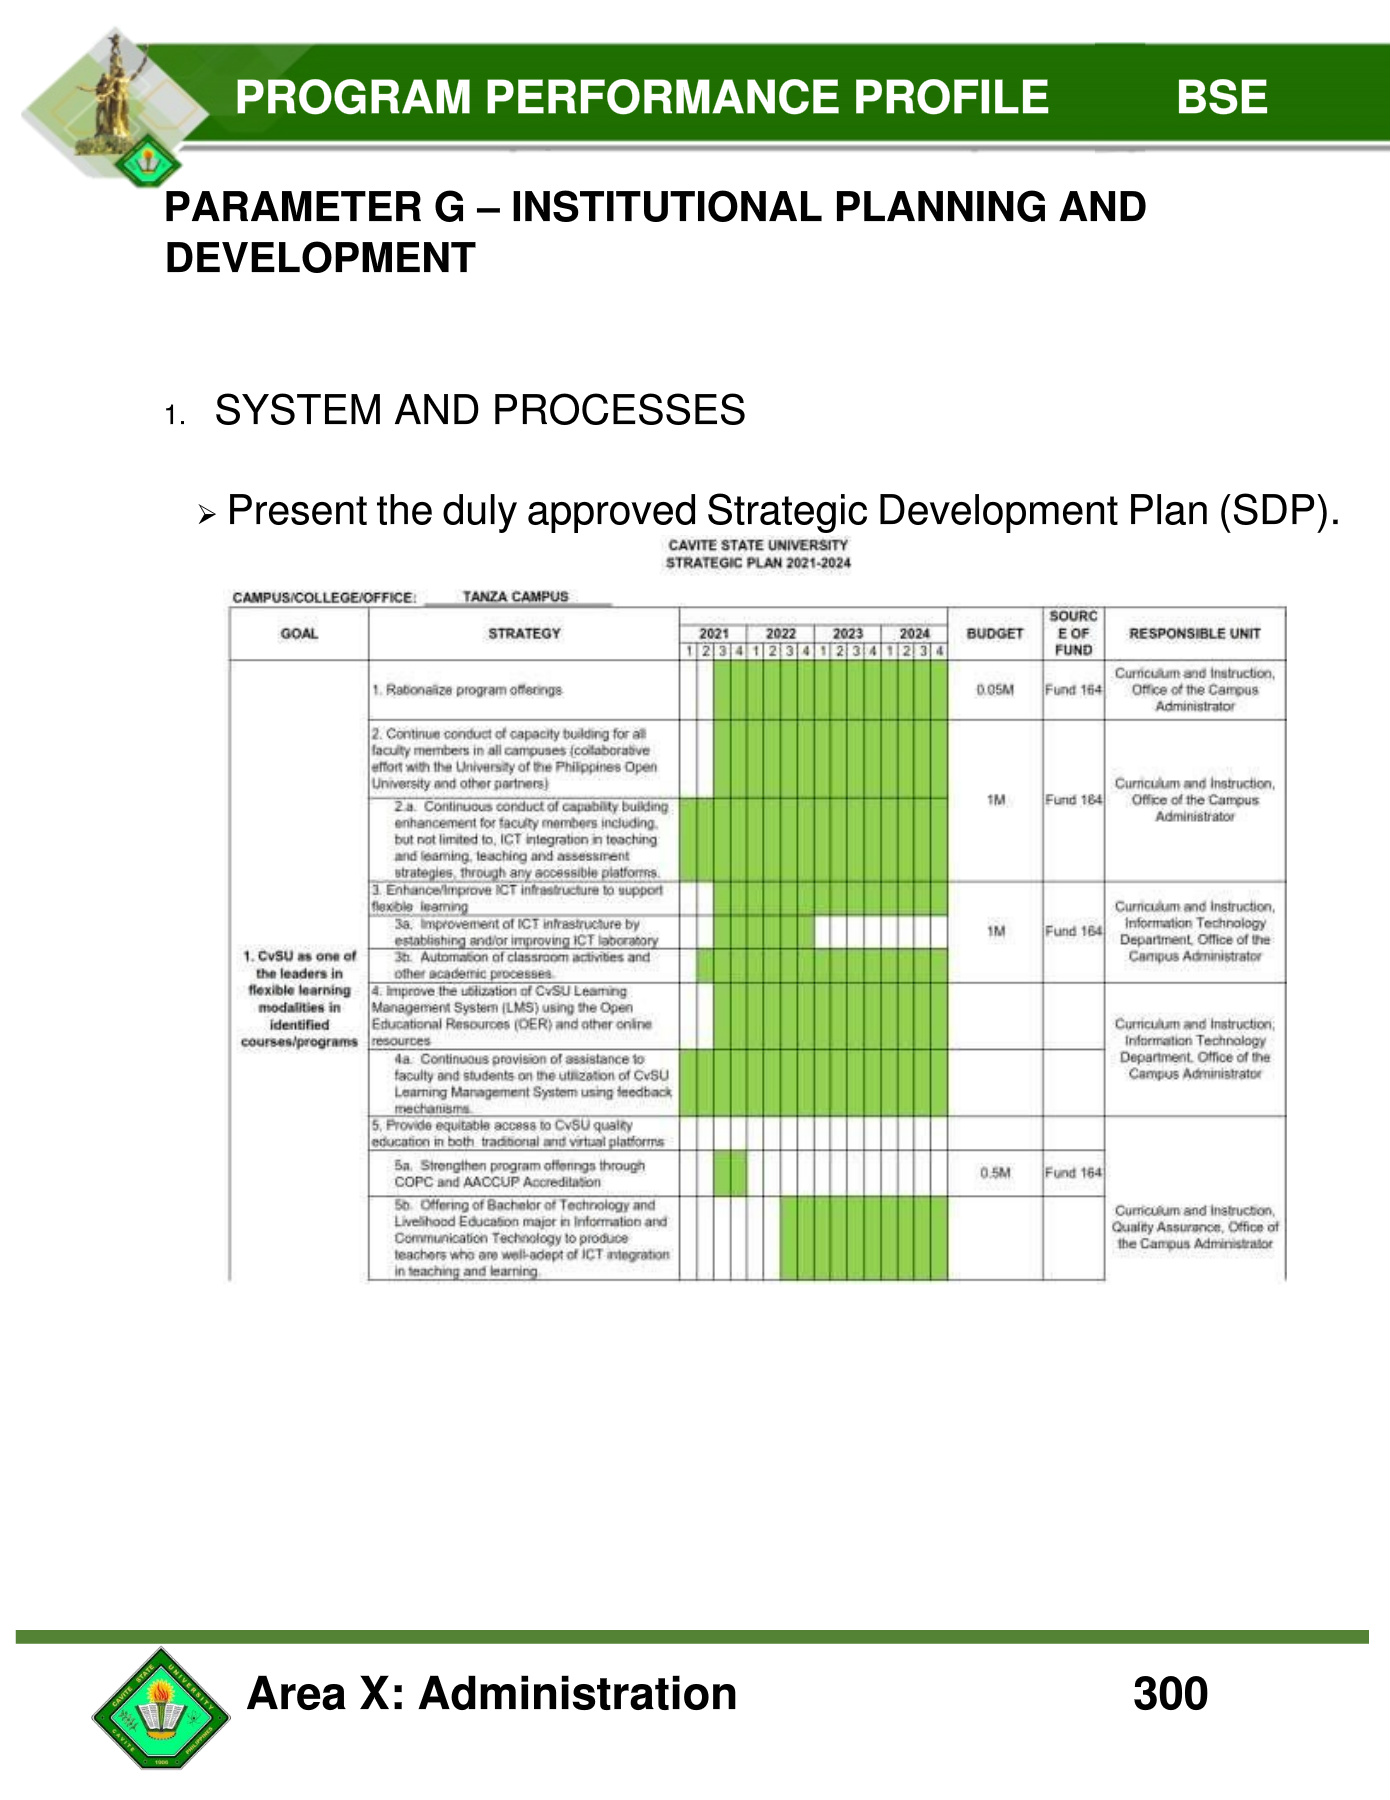 PROGRAM PERFORMANCE PROFILE BSE
PARAMETER G – INSTITUTIONAL PLANNING AND
DEVELOPMENT
1. SYSTEM AND PROCESSES
➢ Present the duly approved Strategic Development Plan (SDP).
CAVITE STATE UNIVERSITY
STRATEGIC PLAN 2021-2024
CAMPUS/COLLEGE/OFFICE: TANZA CAMPUS
GOAL
STRATEGY
2021 2022 2023 2024
1 2 3 4 1 2 3 4 1 2 3 4 1 2 3 4
BUDGET
SOURC
E OF
FUND
RESPONSIBLE UNIT
1. CvSU as one of
the leaders in
flexible learning
modalities in
identified
courses/programs
1. Rationalize program offerings
0.05M
Fund 164
Curriculum and Instruction,
Office of the Campus
Administrator
2. Continue conduct of capacity building for all
faculty members in all campuses (collaborative
effort with the University of the Philippines Open
University and other partners)
2.a. Continuous conduct of capability building
enhancement for faculty members including,
but not limited to, ICT integration in teaching
and learning, teaching and assessment
strategies, through any accessible platforms.
1M
Fund 164
Curriculum and Instruction,
Office of the Campus
Administrator
3. Enhance/Improve ICT infrastructure to support
flexible learning
3a. Improvement of ICT infrastructure by
establishing and/or improving ICT laboratory
3b. Automation of classroom activities and
other academic processes.
1M
Fund 164
Curriculum and Instruction,
Information Technology
Department, Office of the
Campus Administrator
4. Improve the utilization of CvSU Learning
Management System (LMS) using the Open
Educational Resources (OER) and other online
resources
4a. Continuous provision of assistance to
faculty and students on the utilization of CvSU
Learning Management System using feedback
mechanisms.
Curriculum and Instruction,
Information Technology
Department, Office of the
Campus Administrator
5. Provide equitable access to CvSU quality
education in both traditional and virtual platforms
5a. Strengthen program offerings through
COPC and AACCUP Accreditation
0.5M
Fund 164
5b. Offering of Bachelor of Technology and
Livelihood Education major in Information and
Communication Technology to produce
teachers who are well-adept of ICT integration
in teaching and learning.
Curriculum and Instruction,
Quality Assurance, Office of
the Campus Administrator
CAVITE STATE UNIVERSITY
CAVITE 1906 PHILIPPINES
Area X: Administration 300